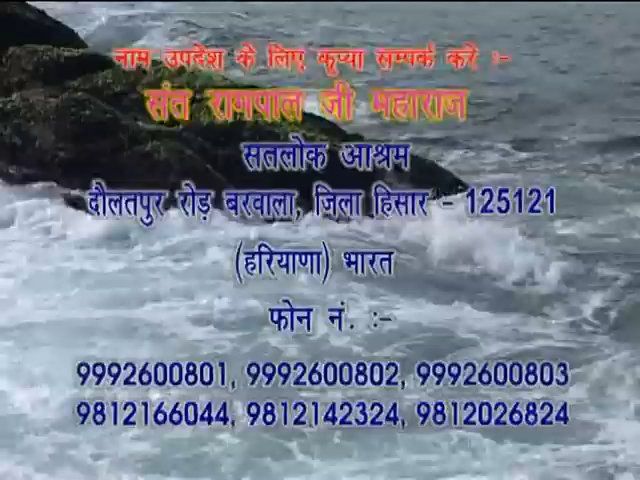 नाम उपदेश के लिए कृप्या सम्पर्क करें :-
संत रामपाल जी महाराज
सतलोक आश्रम
दौलतपुर रोड़ बरवाला, जिला हिसार - 125121
(हरियाणा) भारत
फोन नं. :-
9992600801, 9992600802, 9992600803
9812166044, 9812142324, 9812026824